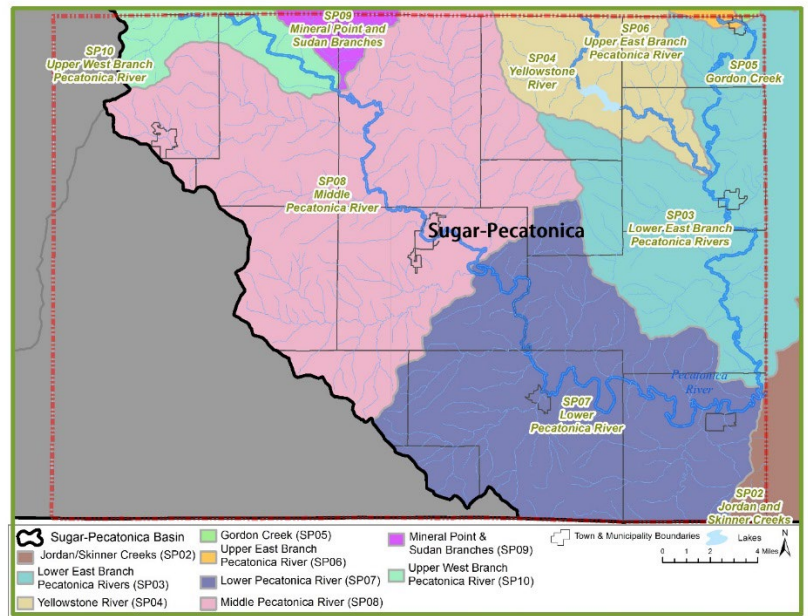 SP09
Mineral Point and
Sudan Branches
SP06
Upper East Branch
Pecatonica River
SP10
Upper West Branch
Pecatonica River
SP04
Yellowstone
River
SP05
Gordon Creek
SP08
Middle
Pecatonica River
Sugar-Pecatonica
SP03
Lower East Branch
Pecatonica Rivers
Pecatonica
River
SP07
Lower
Pecatonica River
SP02
Jordan and
Skinner Creeks
Sugar-Pecatonica Basin
Jordan/Skinner Creeks (SP02)
Lower East Branch
Pecatonica Rivers (SP03)
Yellowstone River (SP04)
Gordon Creek (SP05)
Upper East Branch
Pecatonica River (SP06)
Lower Pecatonica River (SP07)
Middle Pecatonica River (SP08)
Mineral Point &
Sudan Branches (SP09)
Upper West Branch
Pecatonica River (SP10)
Town & Municipality Boundaries
Lakes
N
0 2 4
Miles